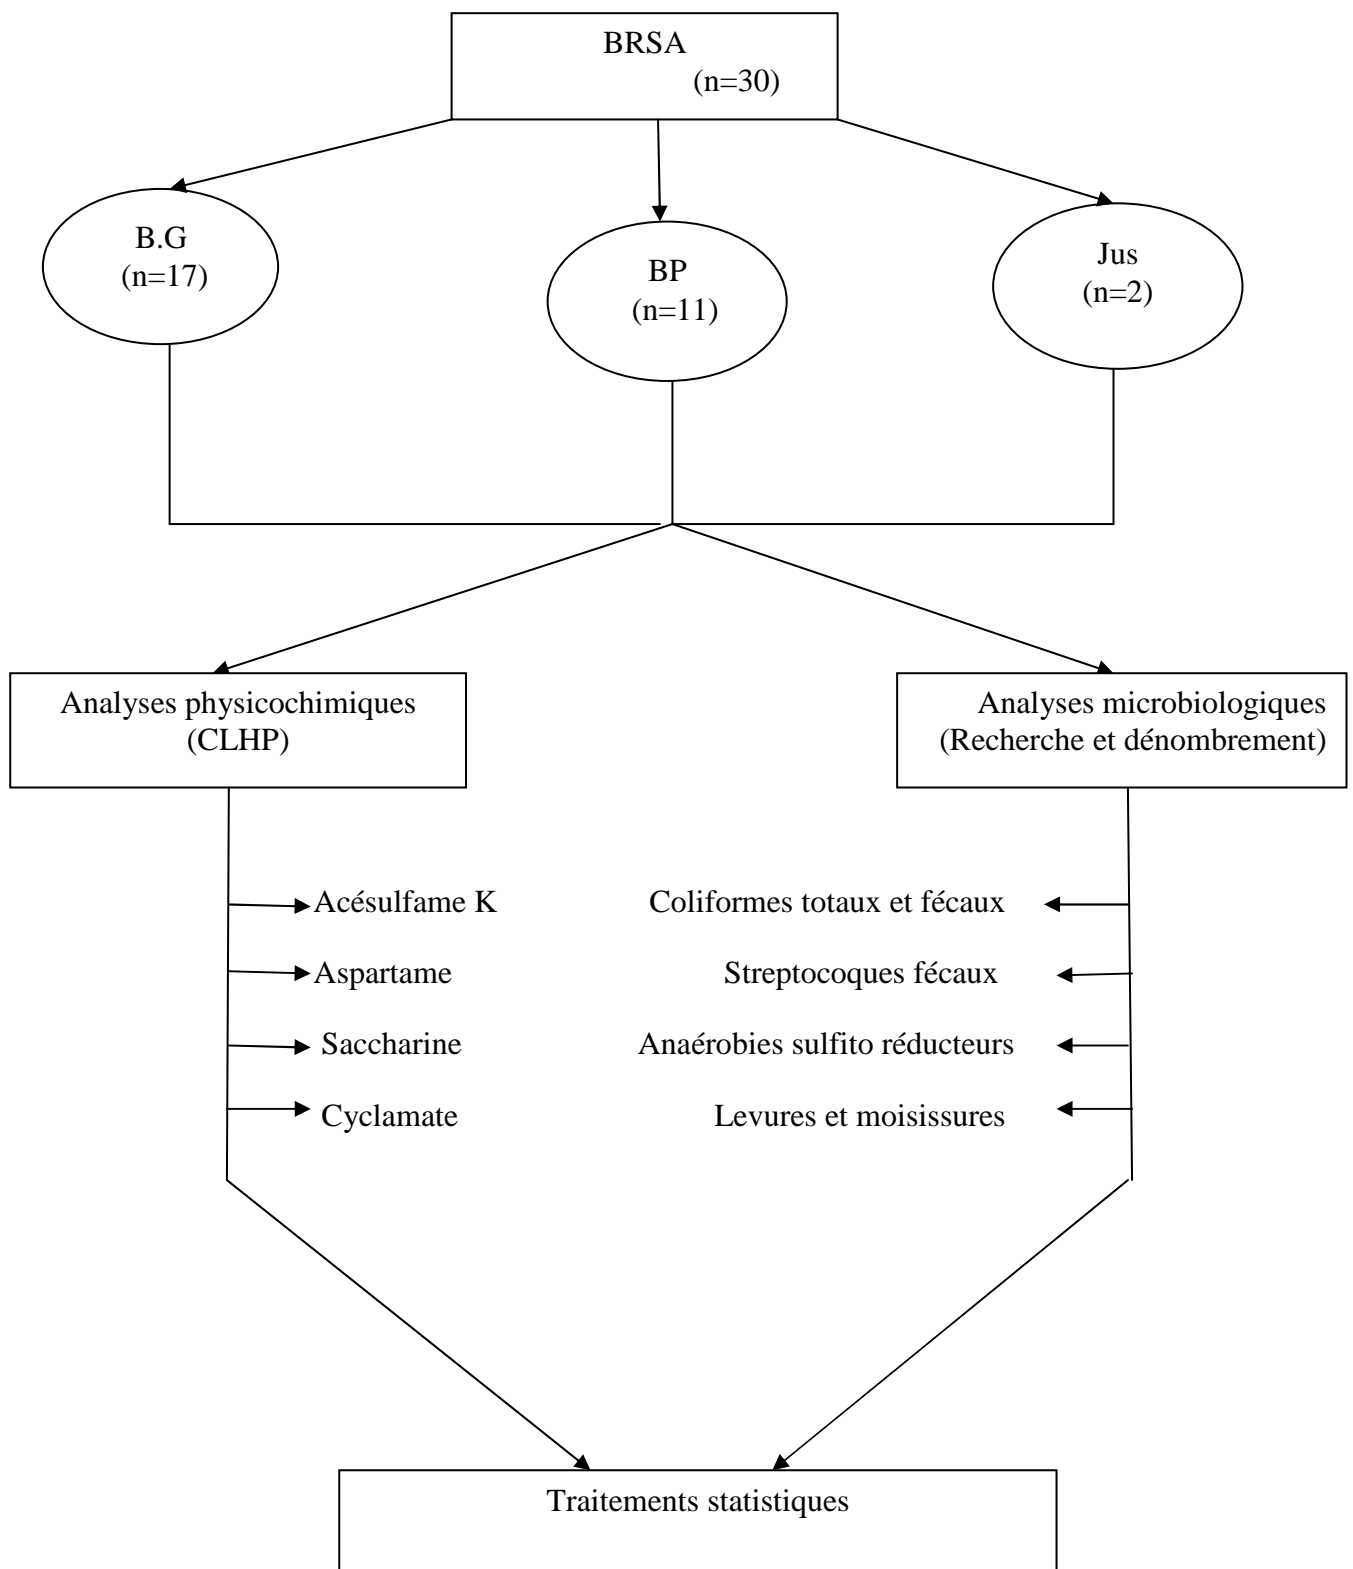 BRSA
(n=30)
B.G
(n=17)
BP
(n=11)
Jus
(n=2)
Analyses physicochimiques
(CLHP)
Analyses microbiologiques
(Recherche et dénombrement)
Acésulfame K
Aspartame
Saccharine
Cyclamate
Coliformes totaux et fécaux
Streptocoques fécaux
Anaérobies sulfito réducteurs
Levures et moisissures
Traitements statistiques